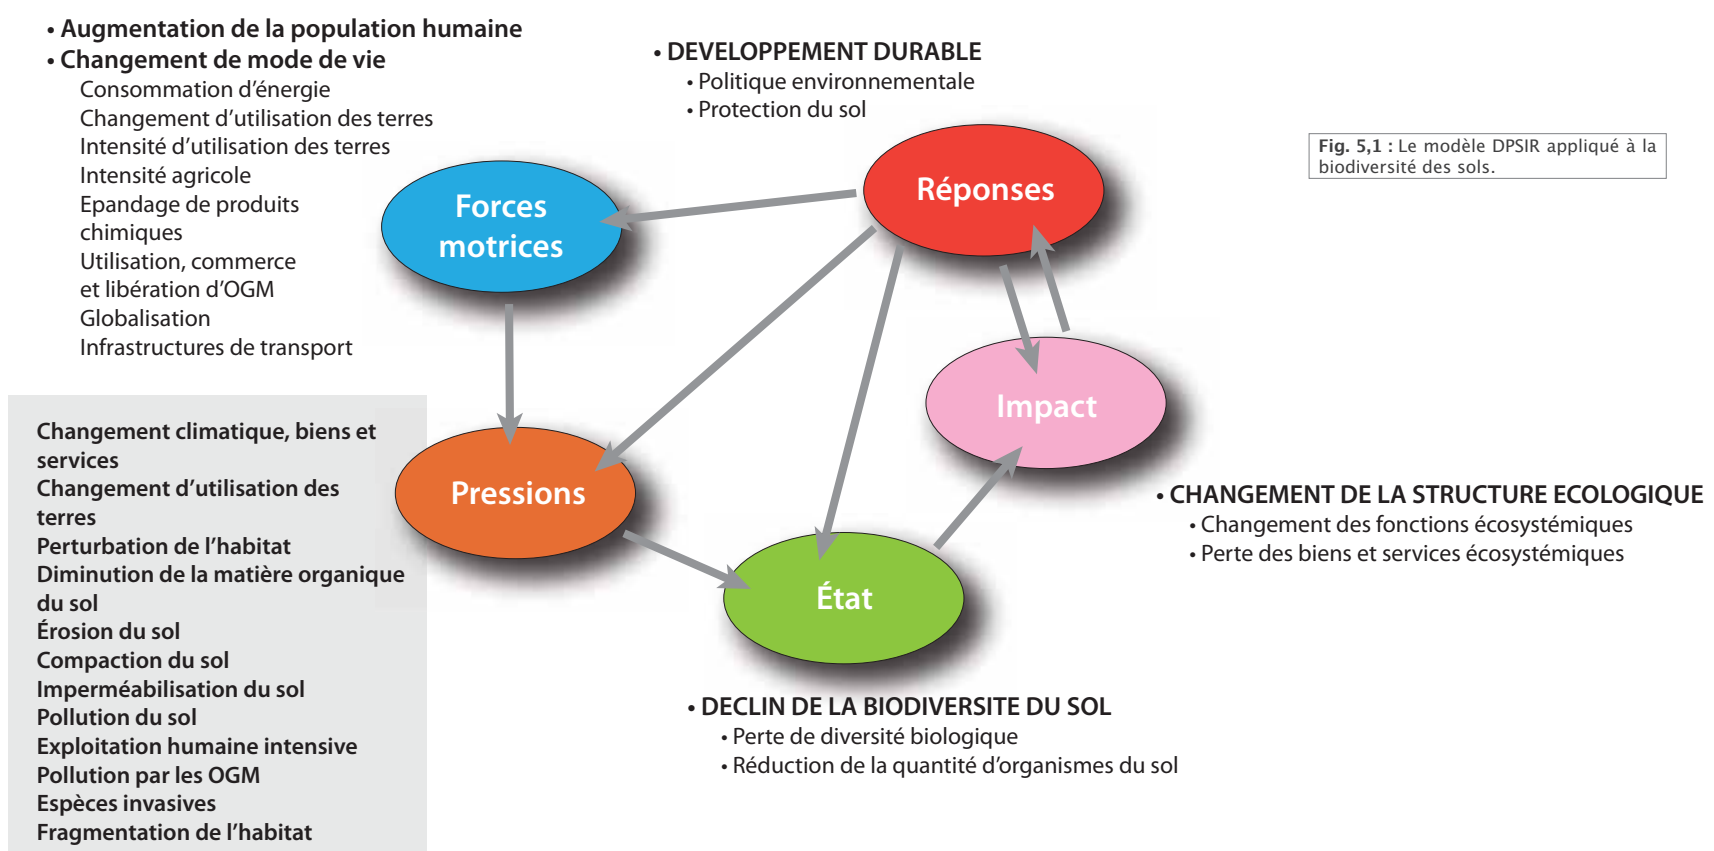 • Augmentation de la population humaine
• Changement de mode de vie
Consommation d’énergie
Changement d’utilisation des terres
Intensité d’utilisation des terres
Intensité agricole
Epandage de produits
chimiques
Utilisation, commerce
et libération d’OGM
Globalisation
Infrastructures de transport
• DEVELOPPEMENT DURABLE
• Politique environnementale
• Protection du sol
Fig. 5,1 : Le modèle DPSIR appliqué à la
biodiversité des sols.
Forces
motrices
Réponses
Impact
Pressions
État
Changement climatique, biens et
services
Changement d’utilisation des
terres
Perturbation de l’habitat
Diminution de la matière organique
du sol
Érosion du sol
Compaction du sol
Imperméabilisation du sol
Pollution du sol
Exploitation humaine intensive
Pollution par les OGM
Espèces invasives
Fragmentation de l’habitat
• CHANGEMENT DE LA STRUCTURE ECOLOGIQUE
• Changement des fonctions écosystémiques
• Perte des biens et services écosystémiques
• DECLIN DE LA BIODIVERSITE DU SOL
• Perte de diversité biologique
• Réduction de la quantité d’organismes du sol